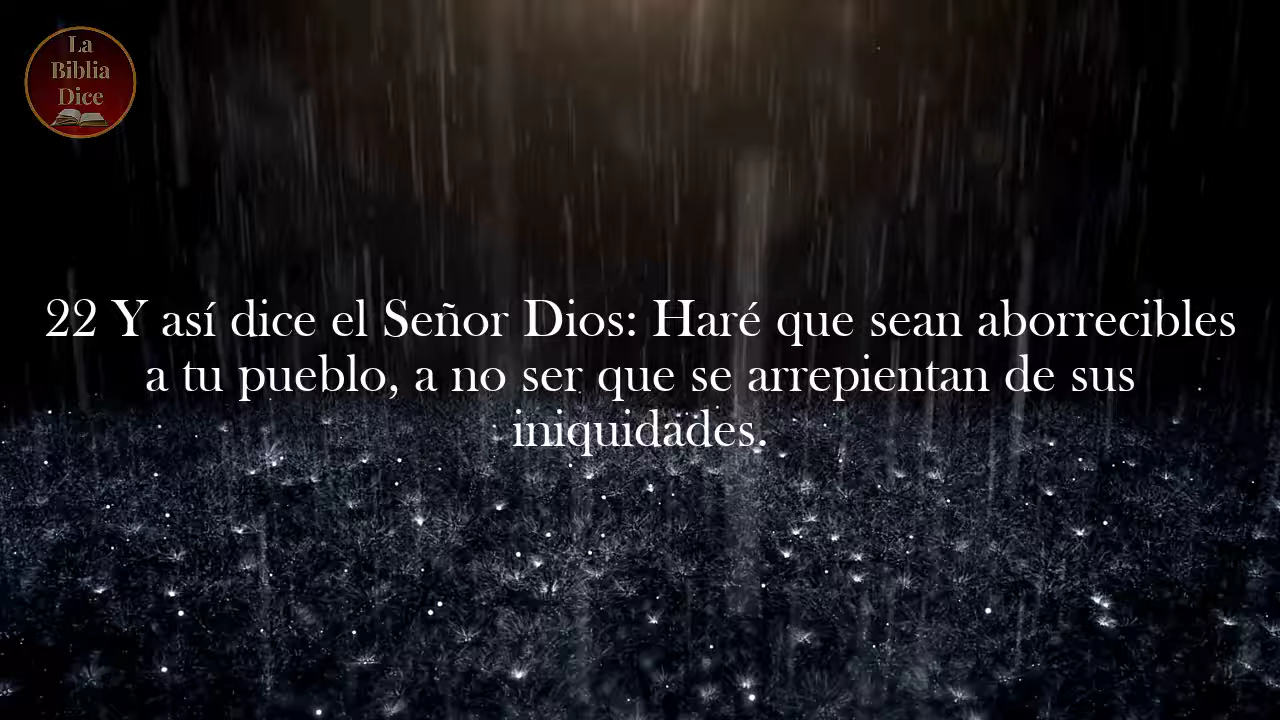 La
Biblia
Dice
22 Y así dice el Señor Dios: Haré que sean aborrecibles
a tu pueblo, a no ser que se arrepientan de sus
iniquidades.